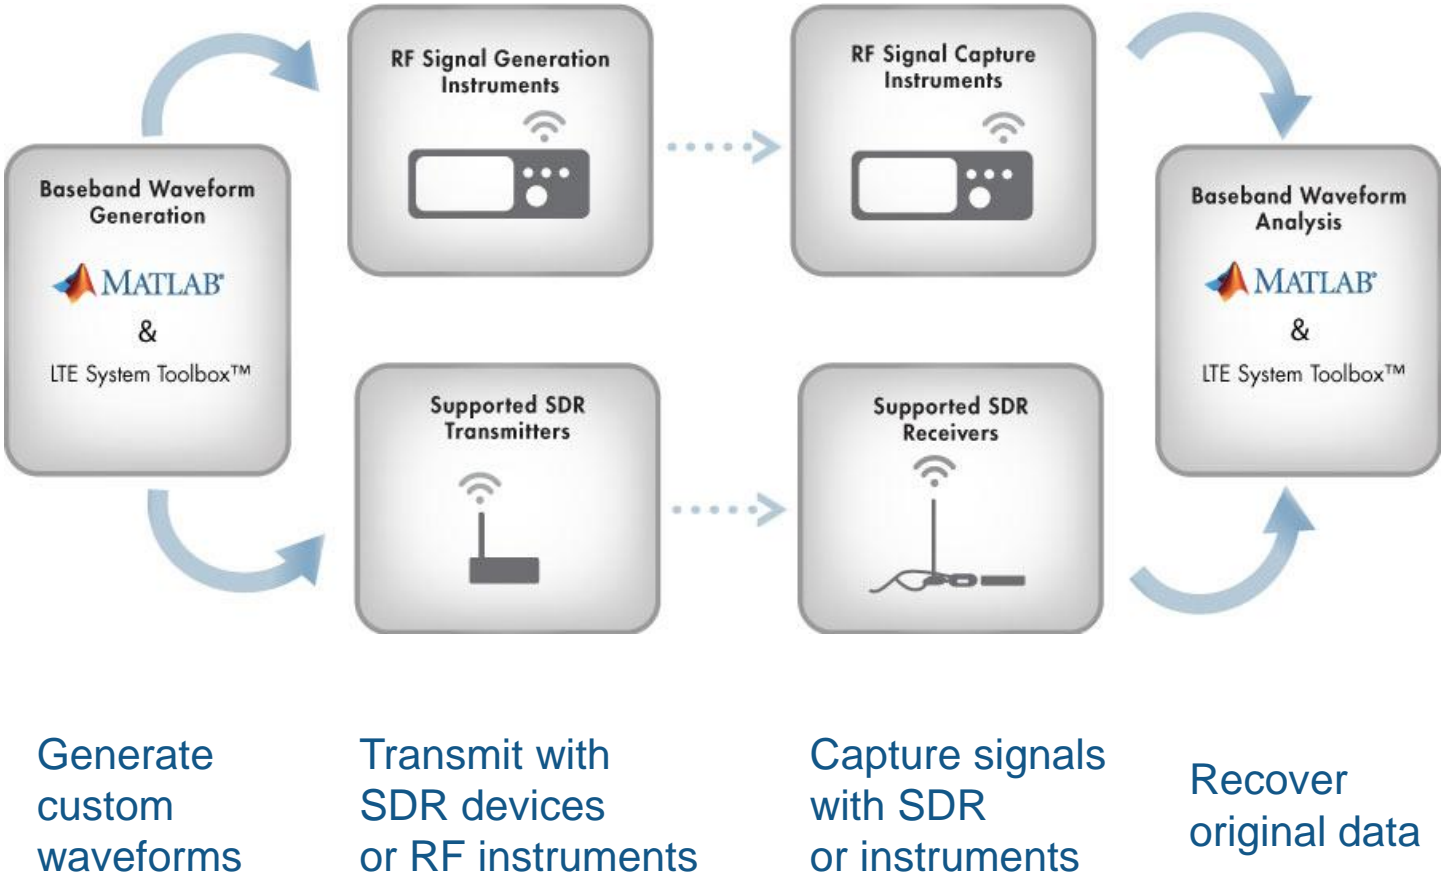 RF Signal Generation
Instruments
RF Signal Capture
Instruments
Baseband Waveform
Generation
MATLAB®
&
LTE System Toolbox™
Baseband Waveform
Analysis
MATLAB®
&
LTE System Toolbox™
Supported SDR
Transmitters
Supported SDR
Receivers
Generate
custom
waveforms
Transmit with
SDR devices
or RF instruments
Capture signals
with SDR
or instruments
Recover
original data